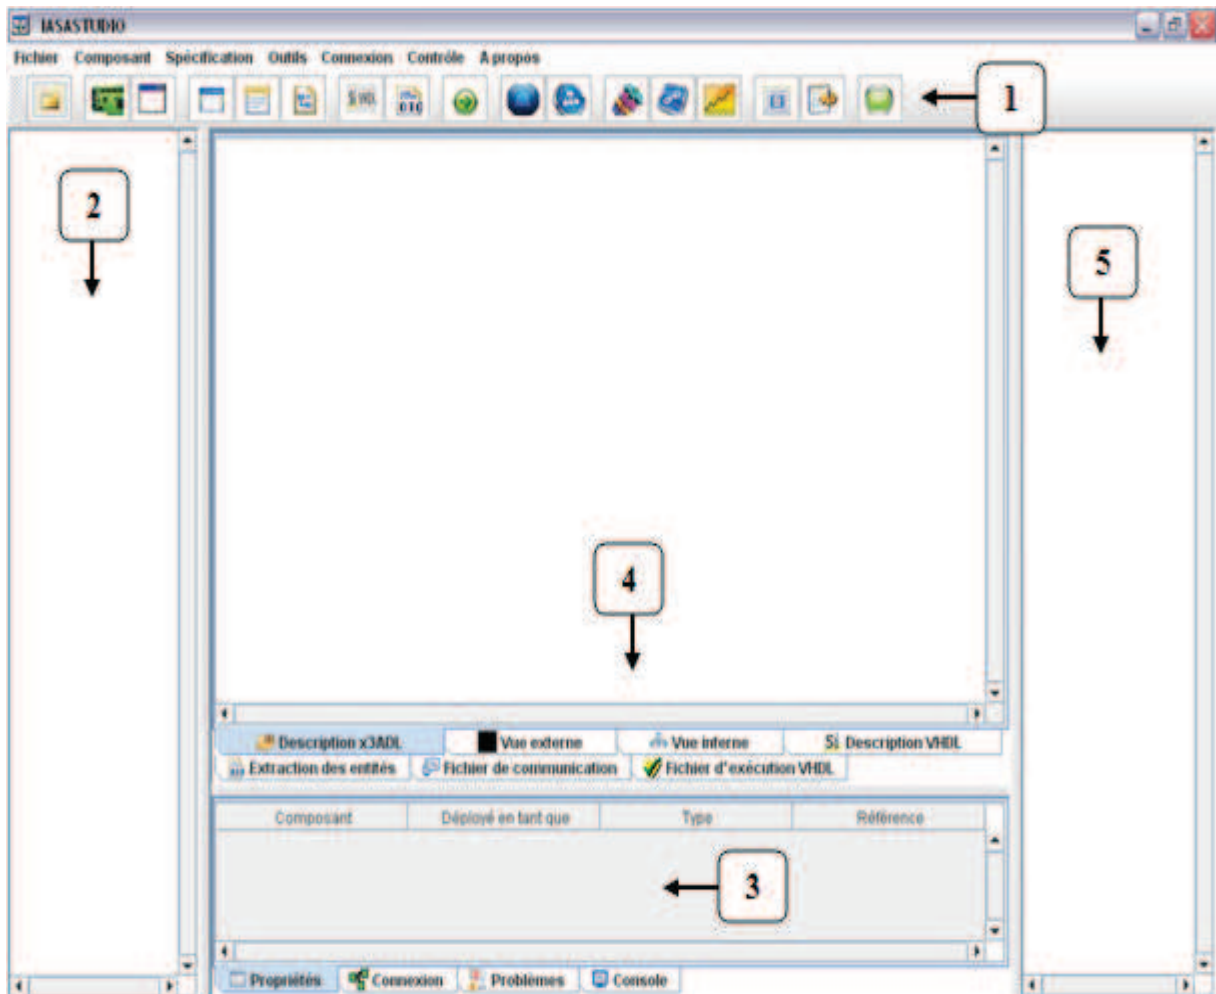 IASASTUDIO
Fichier Composant Spécification Outils Connexion Contrôle A propos
1
2
5
4
Description x3ADL Vue externe Vue interne Description VHDL
Extraction des entités Fichier de communication Fichier d'exécution VHDL
Composant Déployé en tant que Type Référence
3
Propriétés Connexion Problèmes Console